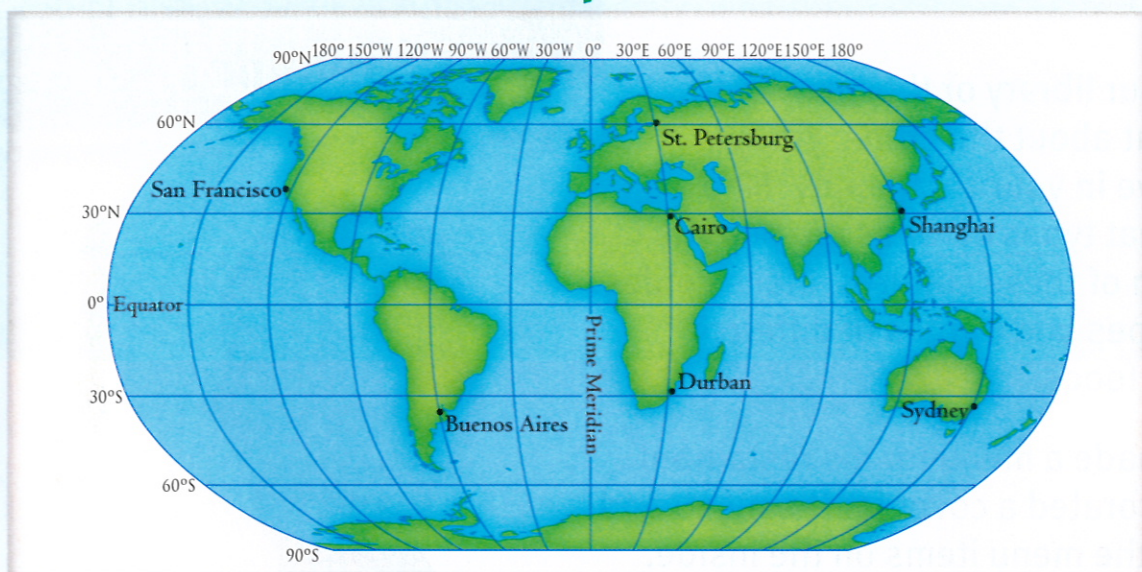 180° 150°W 120°W 90°W 60°W 30°W 0° 30°E 60°E 90°E 120°E 150°E 180°
90°N
60°N
St. Petersburg
San Francisco
30°N
Cairo
Shanghai
0° Equator
Prime Meridian
Durban
30°S
Sydney
Buenos Aires
60°S
90°S